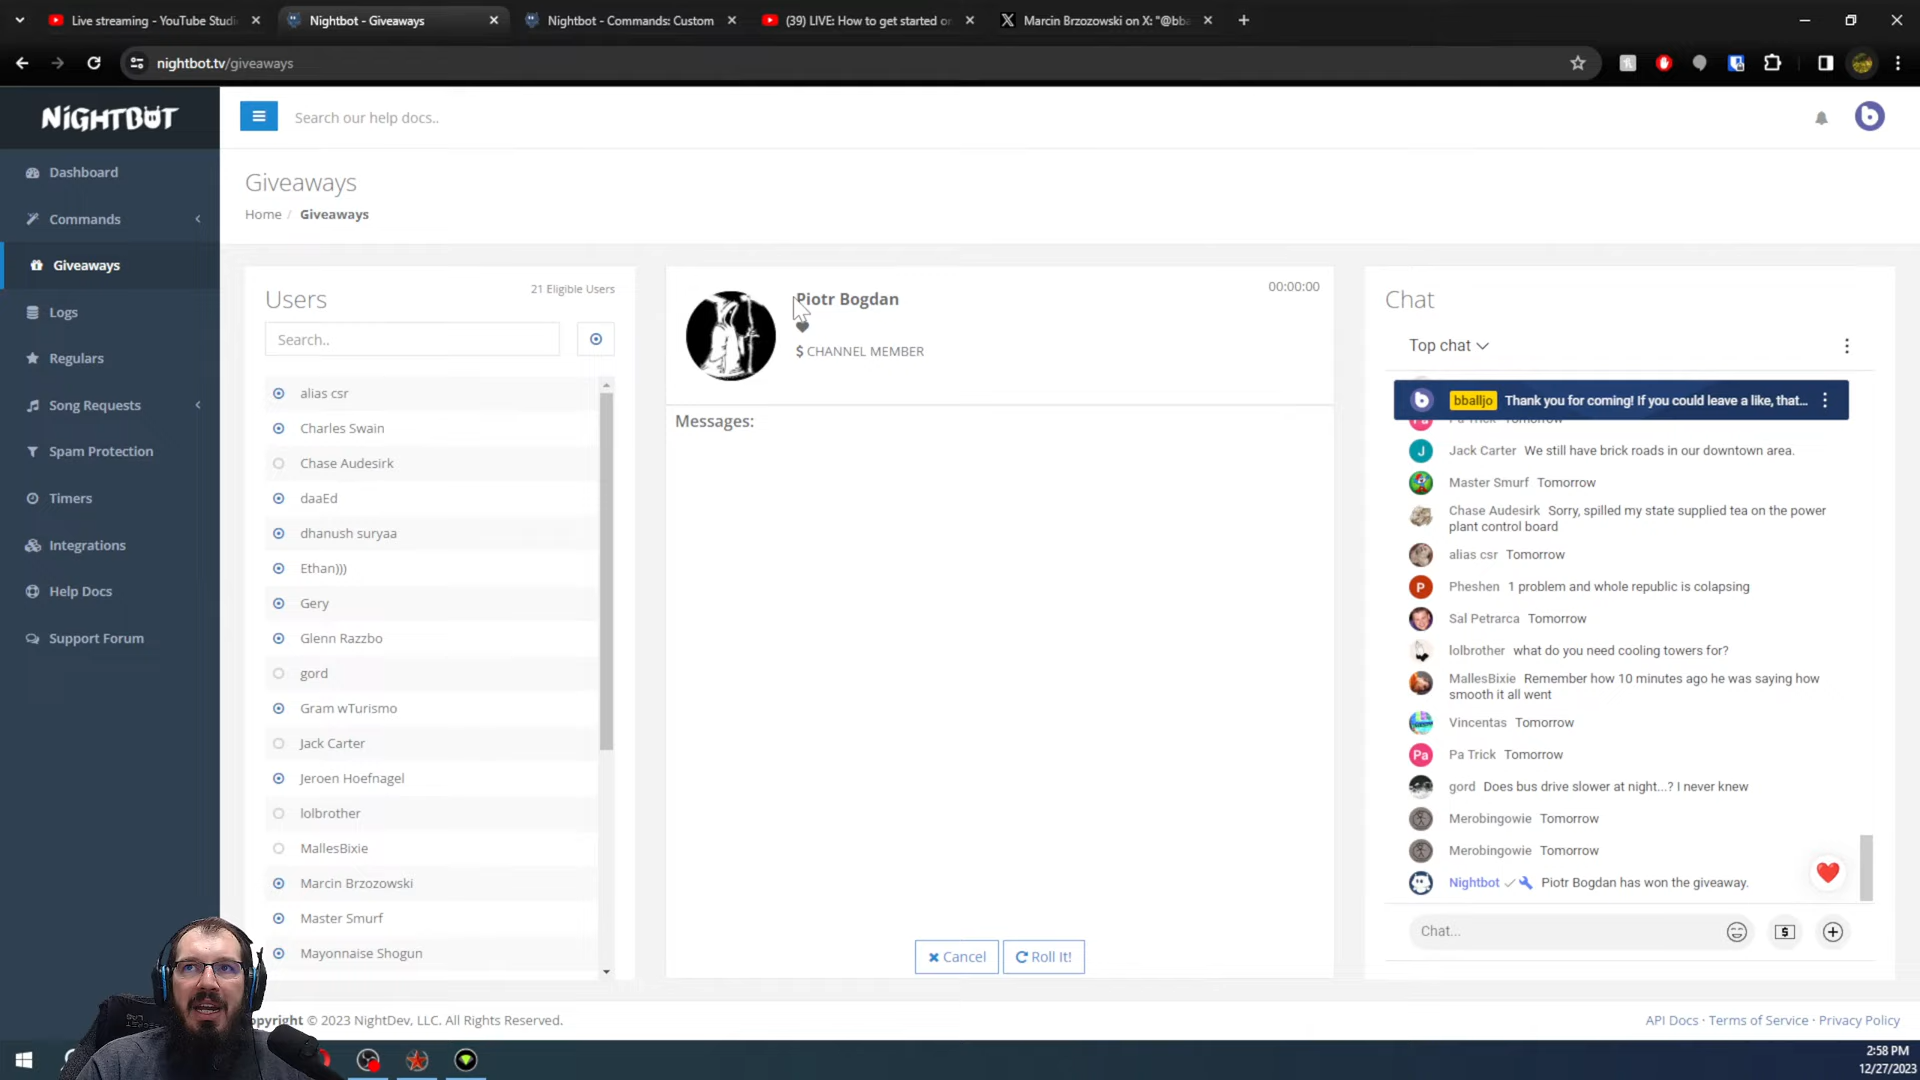 Live streaming - YouTube Studi
Nightbot - Giveaways
Nightbot - Commands: Custom
(39) LIVE: How to get started o
Marcin Brzozowski on X: "@bba
nightbot.tv/giveaways
NIGHTBOT
Search our help docs..
Dashboard
Commands
Giveaways
Logs
Regulars
Song Requests
Spam Protection
Timers
Integrations
Help Docs
Support Forum
Giveaways
Home / Giveaways
Users
21 Eligible Users
Search..
alias csr
Charles Swain
Chase Audesirk
daaEd
dhanush suryaa
Ethan)))
Gery
Glenn Razzbo
gord
Gram wTurismo
Jack Carter
Jeroen Hoefnagel
lolbrother
MallesBixie
Marcin Brzozowski
Master Smurf
Mayonnaise Shogun
Piotr Bogdan
00:00:00
$ CHANNEL MEMBER
Messages:
Cancel
Roll It!
Chat
Top chat
bballjo Thank you for coming! If you could leave a like, that...
Pa Trick Tomorrow
Jack Carter We still have brick roads in our downtown area.
Master Smurf Tomorrow
Chase Audesirk Sorry, spilled my state supplied tea on the power
plant control board
alias csr Tomorrow
Pheshen 1 problem and whole republic is colapsing
Sal Petrarca Tomorrow
lolbrother what do you need cooling towers for?
MallesBixie Remember how 10 minutes ago he was saying how
smooth it all went
Vincentas Tomorrow
Pa Trick Tomorrow
gord Does bus drive slower at night...? I never knew
Merobingowie Tomorrow
Merobingowie Tomorrow
Nightbot Piotr Bogdan has won the giveaway.
Chat...
opyright © 2023 NightDev, LLC. All Rights Reserved.
API Docs · Terms of Service · Privacy Policy
2:58 PM
12/27/2023